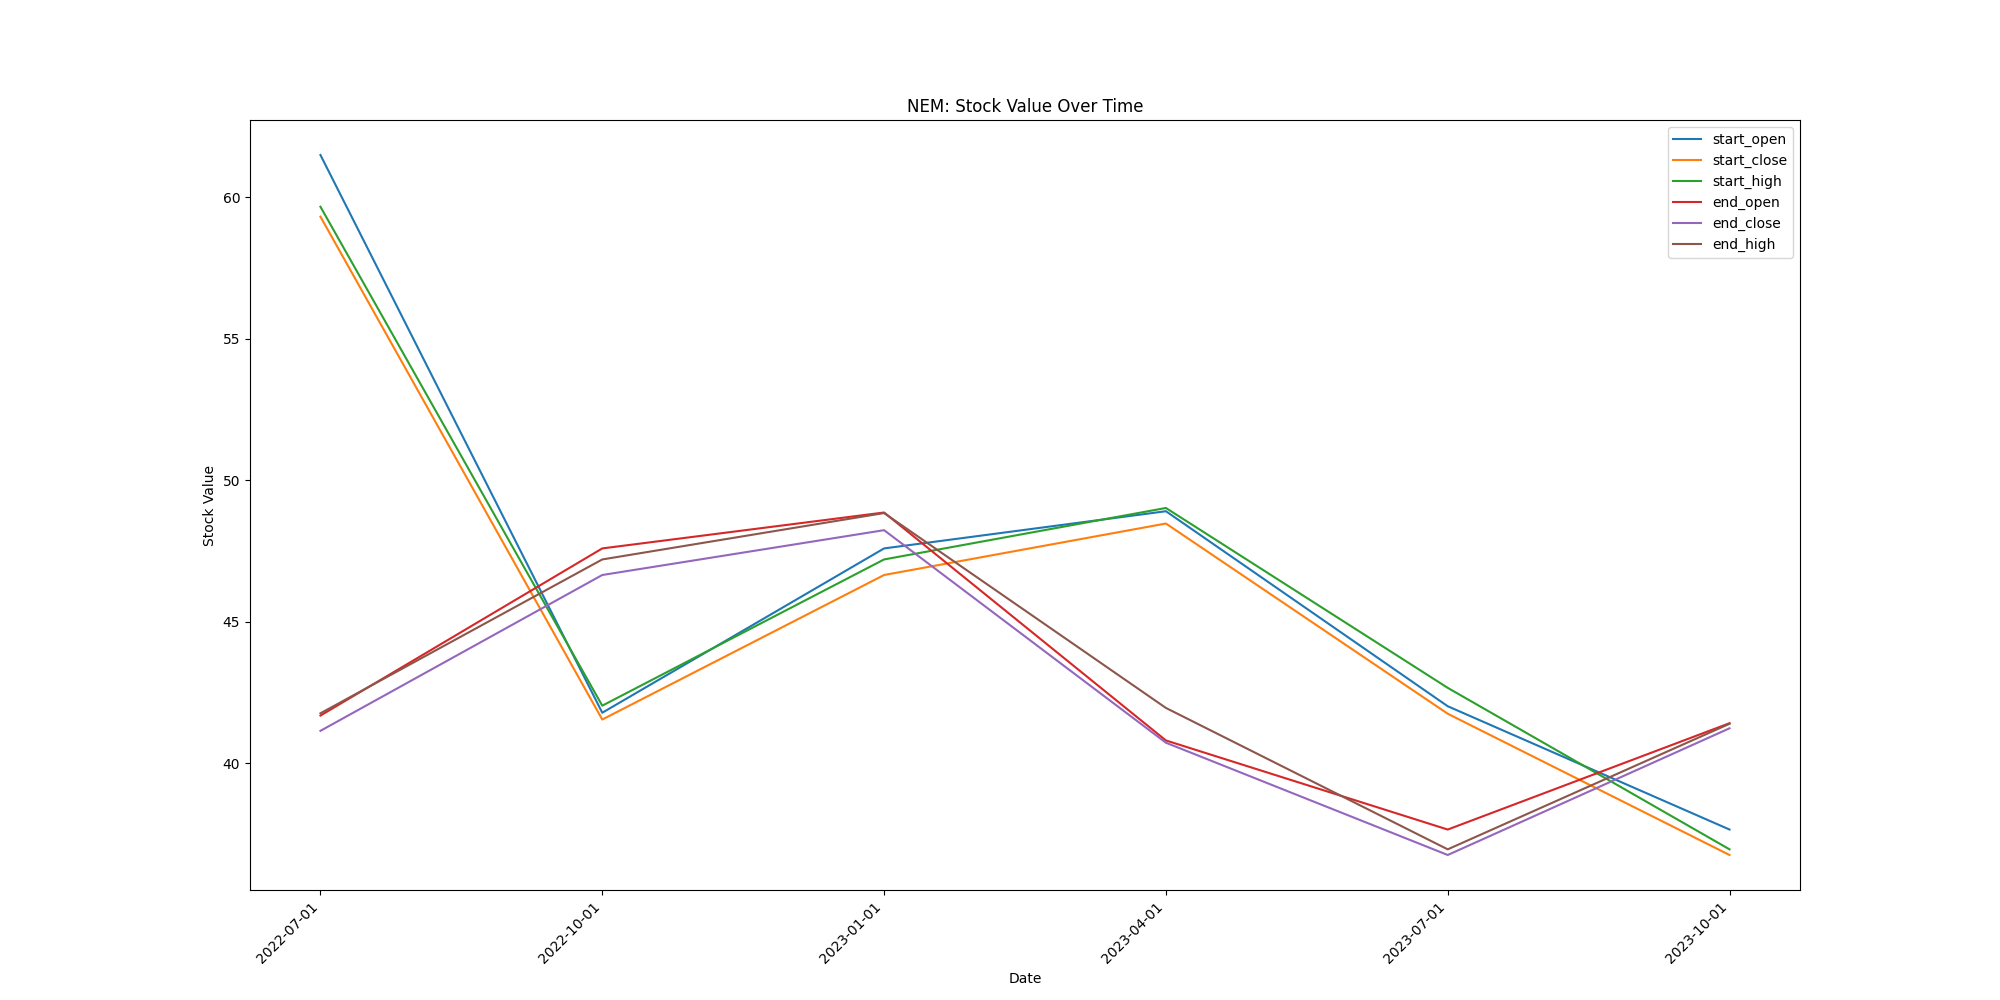 NEM: Stock Value Over Time
start_open
start_close
start_high
end_open
end_close
end_high
60
55
50
45
40
Stock Value
2022-07-01
2022-10-01
2023-01-01
2023-04-01
2023-07-01
2023-10-01
Date